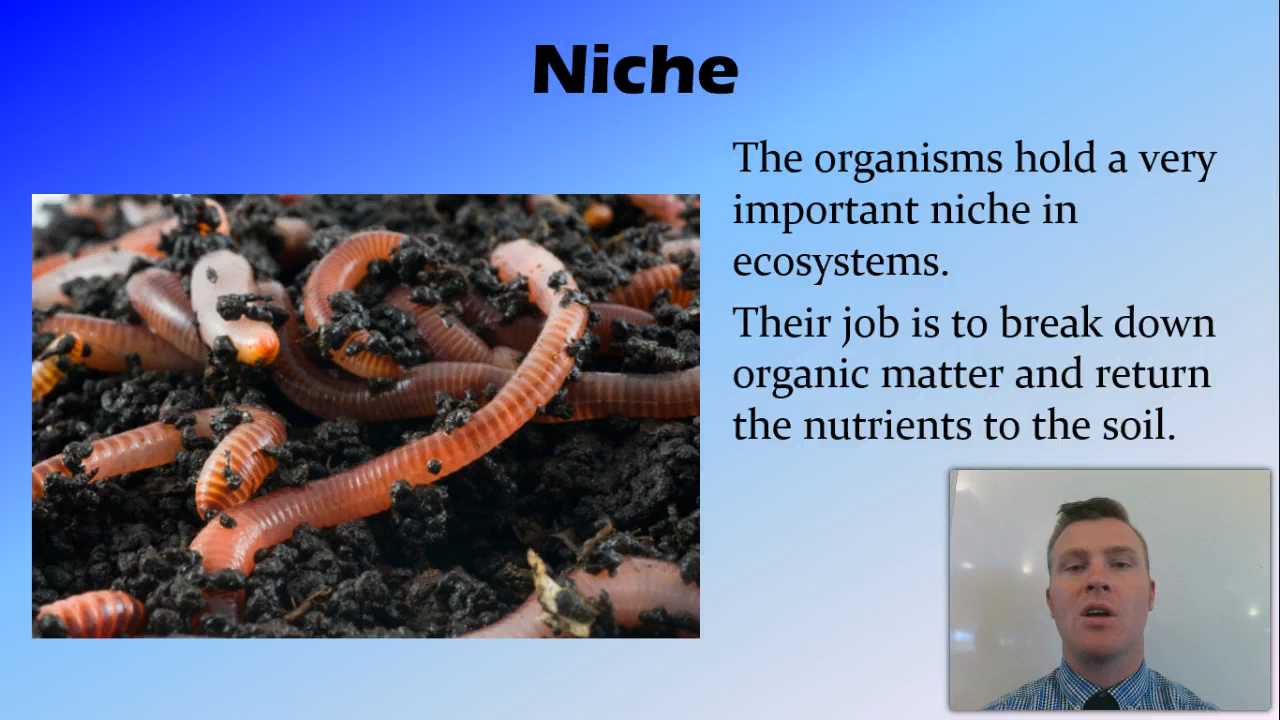 Niche
The organisms hold a very
important niche in
ecosystems.
Their job is to break down
organic matter and return
the nutrients to the soil.